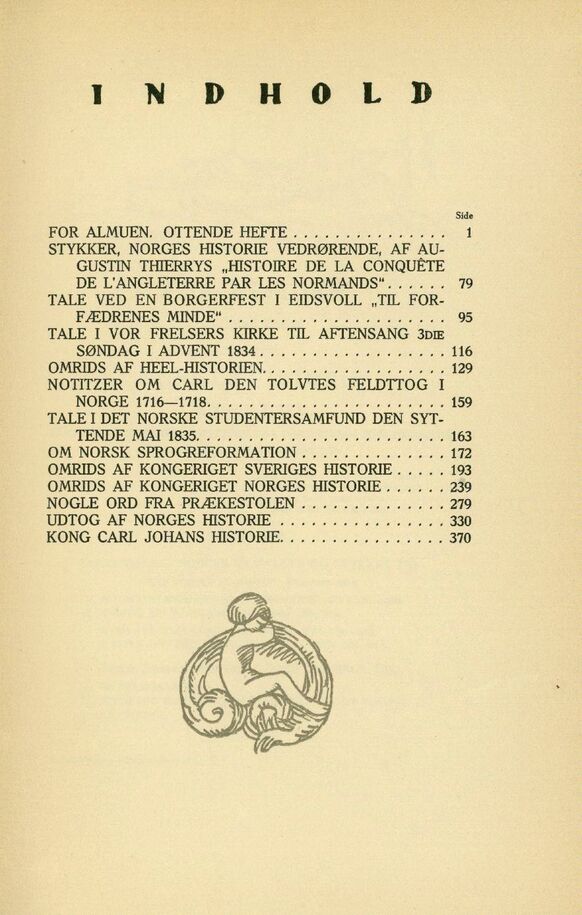 INDHOLD
Side
FOR ALMUEN. OTTENDE HEFTE . . . . . . . . . . . . . . . 1
STYKKER, NORGES HISTORIE VEDRØRENDE, AF AU-
GUSTIN THIERRYS „HISTOIRE DE LA CONQUÊTE
DE L'ANGLETERRE PAR LES NORMANDS“ . . . . . . 79
TALE VED EN BORGERFEST I EIDSVOLL „TIL FOR-
FÆDRENES MINDE“ . . . . . . . . . . . . . . . . . . . . . 95
TALE I VOR FRELSERS KIRKE TIL AFTENSANG 3DIE
SØNDAG I ADVENT 1834 . . . . . . . . . . . . . . . . . . 116
OMRIDS AF HEEL-HISTORIEN. . . . . . . . . . . . . . . . . . 129
NOTITZER OM CARL DEN TOLVTES FELDTTOG I
NORGE 1716—1718. . . . . . . . . . . . . . . . . . . . . . . 159
TALE I DET NORSKE STUDENTERSAMFUND DEN SYT-
TENDE MAI 1835. . . . . . . . . . . . . . . . . . . . . . . . 163
OM NORSK SPROGREFORMATION . . . . . . . . . . . . . . 172
OMRIDS AF KONGERIGET SVERIGES HISTORIE . . . . . 193
OMRIDS AF KONGERIGET NORGES HISTORIE . . . . . . 239
NOGLE ORD FRA PRÆKESTOLEN . . . . . . . . . . . . . . 279
UDTOG AF NORGES HISTORIE . . . . . . . . . . . . . . . . 330
KONG CARL JOHANS HISTORIE. . . . . . . . . . . . . . . . 370